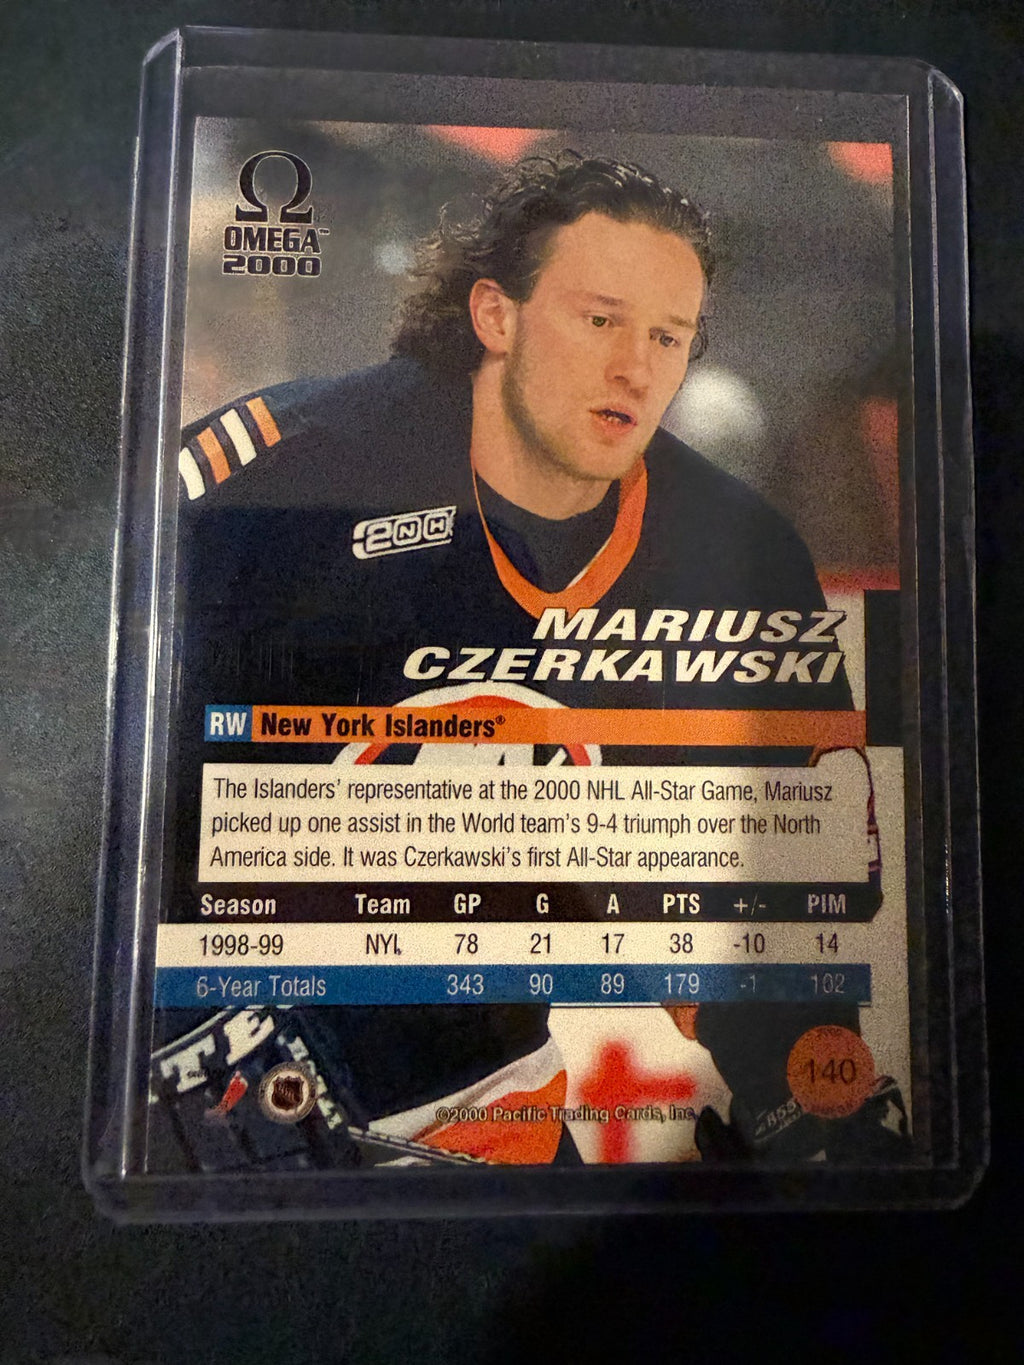 Ω
OMEGA™
2000
2NH
MARIUSZ
CZERKAWSKI
RW New York Islanders®
The Islanders' representative at the 2000 NHL All-Star Game, Mariusz
picked up one assist in the World team's 9-4 triumph over the North
America side. It was Czerkawski's first All-Star appearance.
Season Team GP G A PTS +/- PIM
1998-99 NYI 78 21 17 38 -10 14
6-Year Totals 343 90 89 179 -1 102
140
©2000 Pacific Trading Cards, Inc.